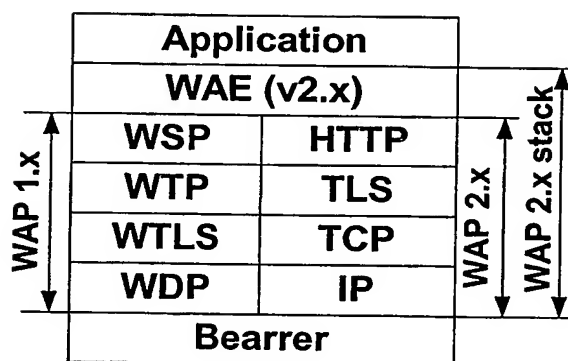 Application
WAE (v2.x)
WSP HTTP
WTP TLS
WTLS TCP
WDP IP
Bearrer
WAP 1.x
WAP 2.x
WAP 2.x stack